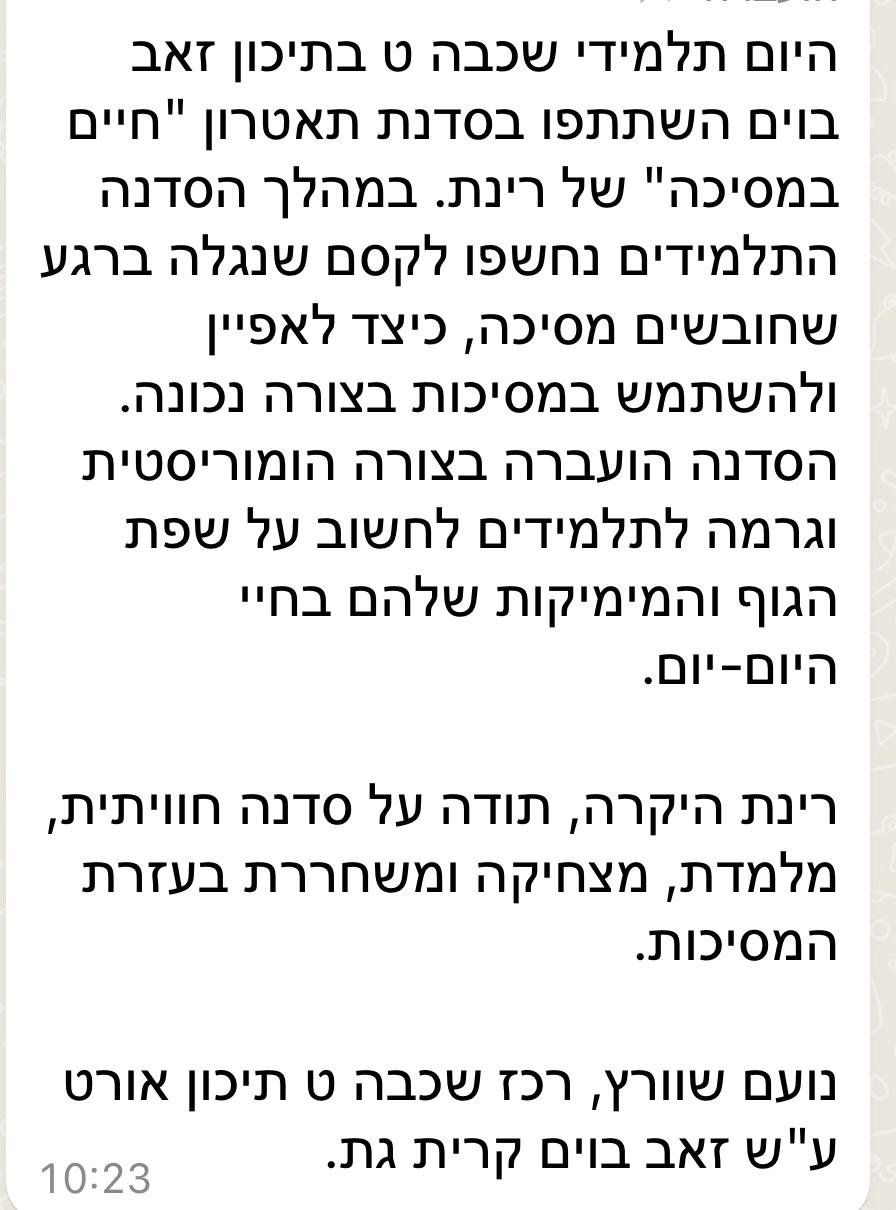 היום תלמידי שכבה ט בתיכון זאב
בוים השתתפו בסדנת תאטרון "חיים
במסיכה" של רינת. במהלך הסדנה
התלמידים נחשפו לקסם שנגלה ברגע
שחובשים מסיכה, כיצד לאפיין
ולהשתמש במסיכות בצורה נכונה.
הסדנה הועברה בצורה הומוריסטית
וגרמה לתלמידים לחשוב על שפת
הגוף והמימיקות שלהם בחיי
היום-יום.
רינת היקרה, תודה על סדנה חוויתית,
מלמדת, מצחיקה ומשחררת בעזרת
המסיכות.
נועם שוורץ, רכז שכבה ט תיכון אורט
ע"ש זאב בוים קרית גת.
10:23